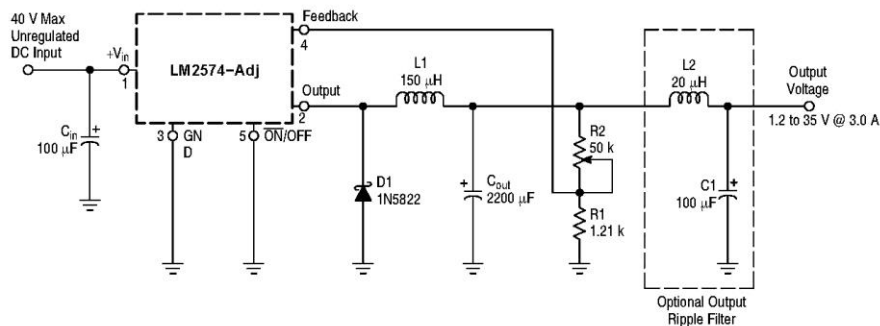 40 V Max
Unregulated
DC Input
+Vin
1
LM2574-Adj
Feedback
4
Output
2
3 GN
D
5 O̅N̅/OFF
Cin
100 µF
+
L1
150 µH
D1
1N5822
+
Cout
2200 µF
R2
50 k
R1
1.21 k
L2
20 µH
C1
100 µF
+
Output
Voltage
1.2 to 35 V @ 3.0 A
Optional Output
Ripple Filter